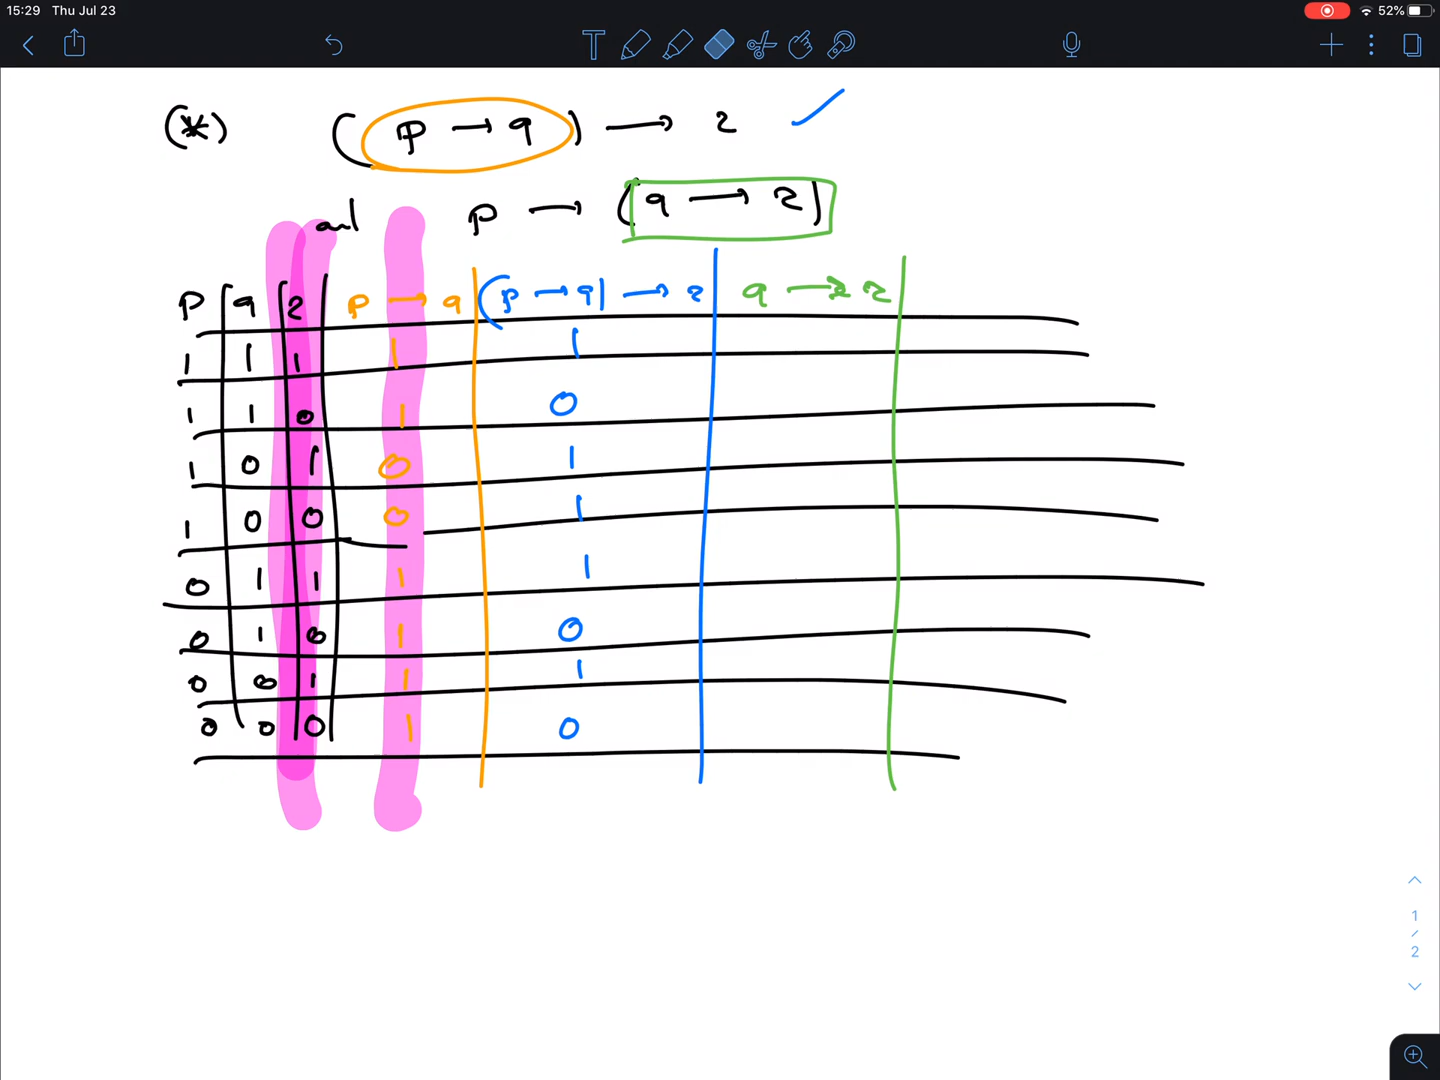 15:29 Thu Jul 23 52%
(*) (p → q) → r
and p → (q → r)
p q r p → q (p → q) → r q → r
1 1 1 1 1
1 1 0 1 0
1 0 1 0 1
1 0 0 0 1
0 1 1 1 1
0 1 0 1 0
0 0 1 1 1
0 0 0 1 0
1
/
2